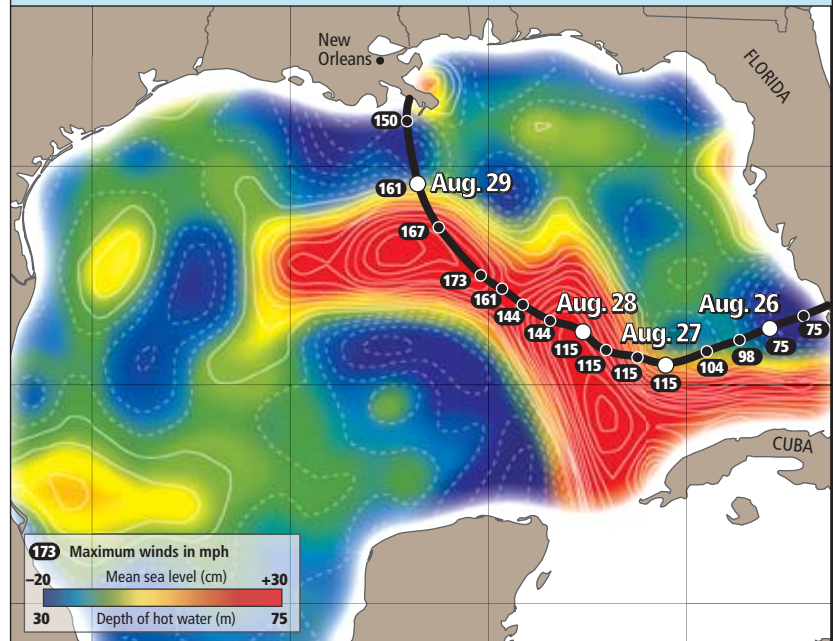 New
Orleans
FLORIDA
150
161
Aug. 29
167
173
161
144
144
Aug. 28
115
115
Aug. 27
115
115
104
98
Aug. 26
75
75
CUBA
173 Maximum winds in mph
–20 Mean sea level (cm) +30
30 Depth of hot water (m) 75